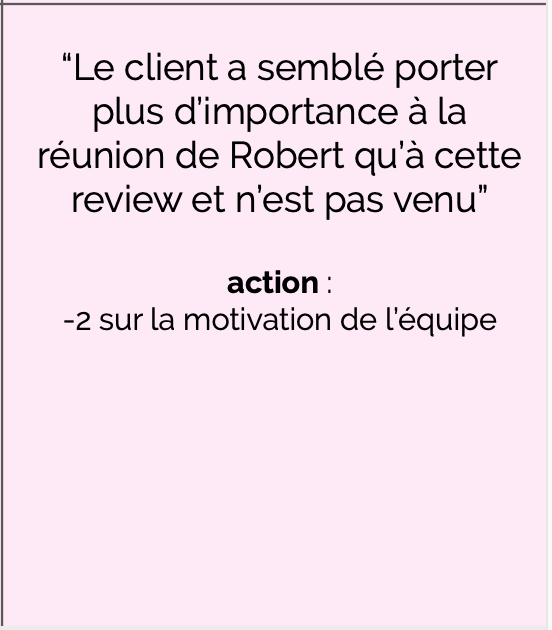 “Le client a semblé porter
plus d’importance à la
réunion de Robert qu’à cette
review et n’est pas venu”
action :
-2 sur la motivation de l’équipe